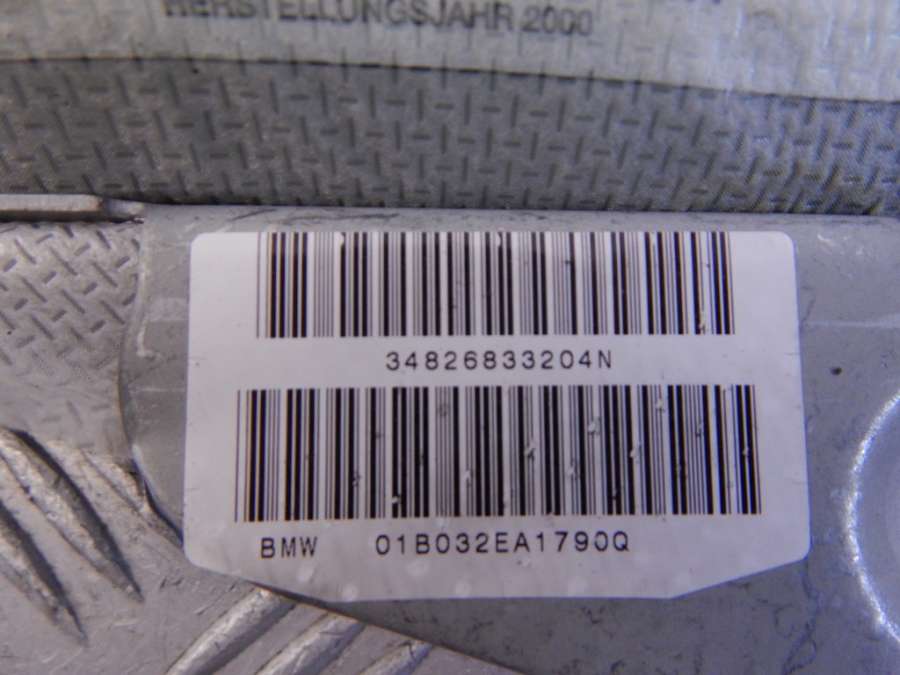 HERSTELLUNGSJAHR 2000
34826833204N
BMW 01B032EA1790Q